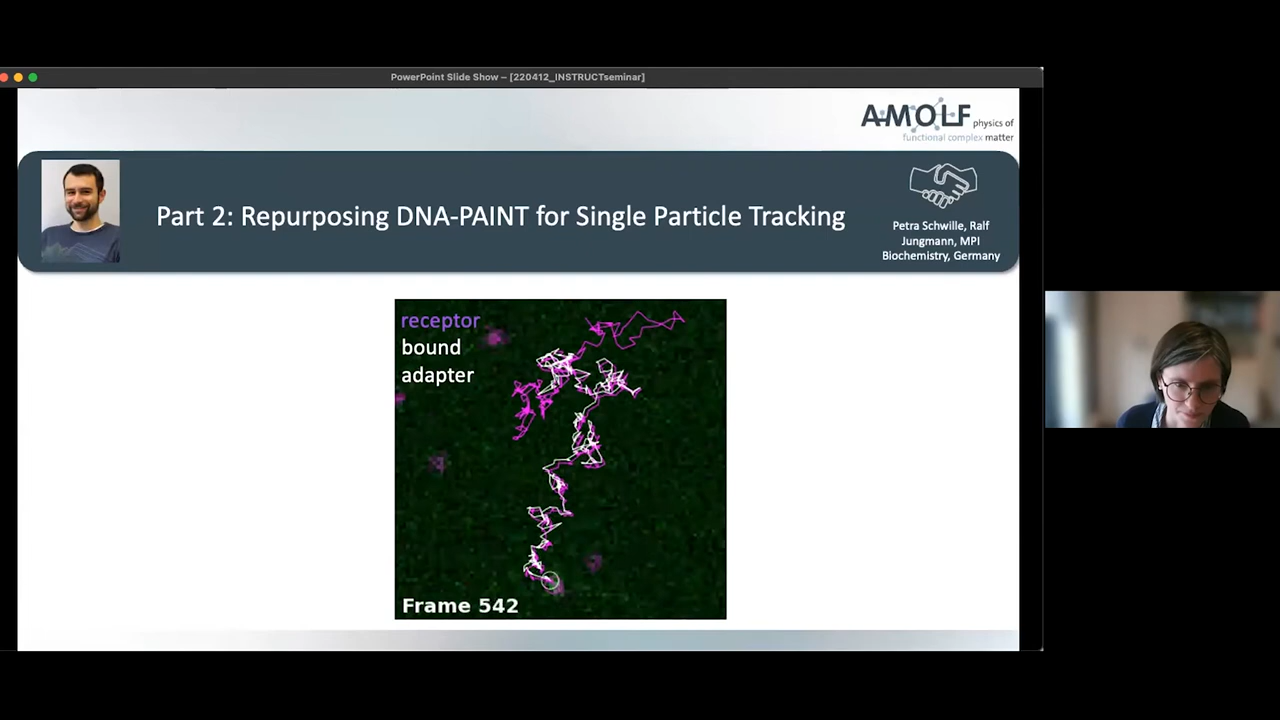 PowerPoint Slide Show – [220412_INSTRUCTseminar]
AMOLF physics of
functional complex matter
Part 2: Repurposing DNA-PAINT for Single Particle Tracking
Petra Schwille, Ralf
Jungmann, MPI
Biochemistry, Germany
receptor
bound
adapter
Frame 542